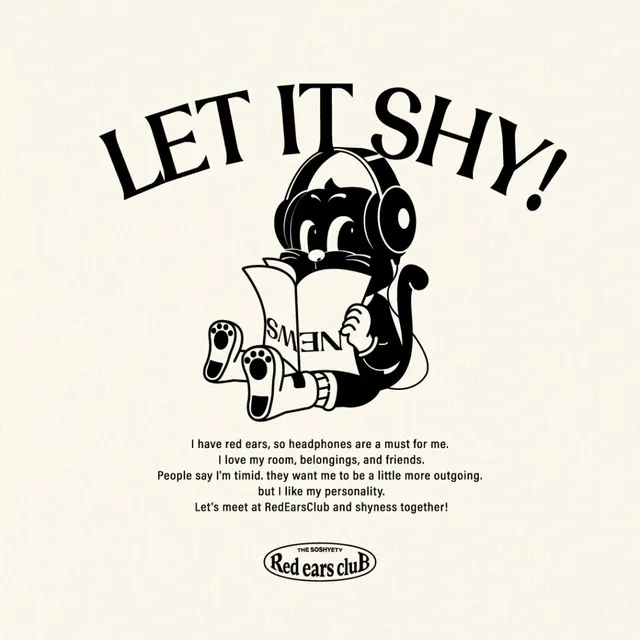 LET IT SHY!
NEWS
I have red ears, so headphones are a must for me.
I love my room, belongings, and friends.
People say I'm timid. they want me to be a little more outgoing.
but I like my personality.
Let's meet at RedEarsClub and shyness together!
THE SOSHYETY
Red ears cluB